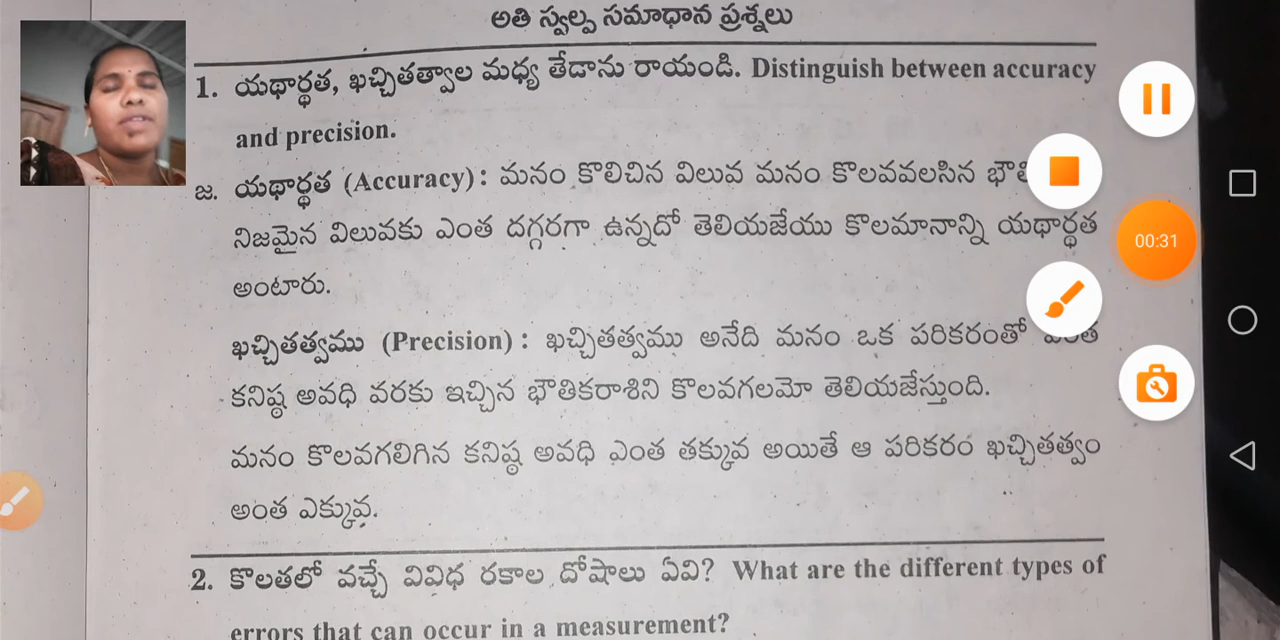 అతి స్వల్ప సమాధాన ప్రశ్నలు
1. యథార్థత, ఖచ్చితత్వాల మధ్య తేడాను రాయండి. Distinguish between accuracy
and precision.
జ. యథార్థత (Accuracy) : మనం కొలిచిన విలువ మనం కొలవవలసిన
నిజమైన విలువకు ఎంత దగ్గరగా ఉన్నదో తెలియజేయు కొలమానాన్ని యథార్థత
అంటారు.
ఖచ్చితత్వము (Precision) : ఖచ్చితత్వము అనేది మనం ఒక పరికరంతో
కనిష్ఠ అవధి వరకు ఇచ్చిన భౌతికరాశిని కొలవగలమో తెలియజేస్తుంది.
మనం కొలవగలిగిన కనిష్ఠ అవధి ఎంత తక్కువ అయితే ఆ పరికరం ఖచ్చితత్వం
అంత ఎక్కువ.
2. కొలతలో వచ్చే వివిధ రకాల దోషాలు ఏవి? What are the different types of
errors that can occur in a measurement?
00:31